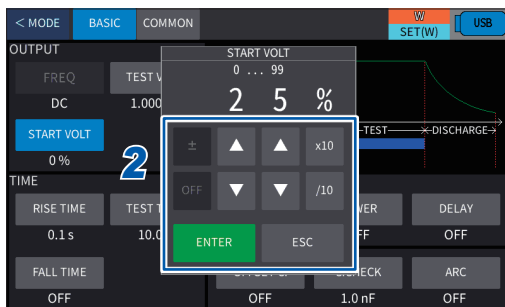 < MODE BASIC COMMON W SET(W) USB
OUTPUT
START VOLT
0 ... 99
2 5 %
FREQ TEST V
DC 1.000
± x10
TEST DISCHARGE
START VOLT
0 %
2
OFF /10
TIME
RISE TIME TEST T DELAY
0.1 s 10.0 OFF
ENTER ESC
FALL TIME ARC
OFF OFF 1.0 nF OFF